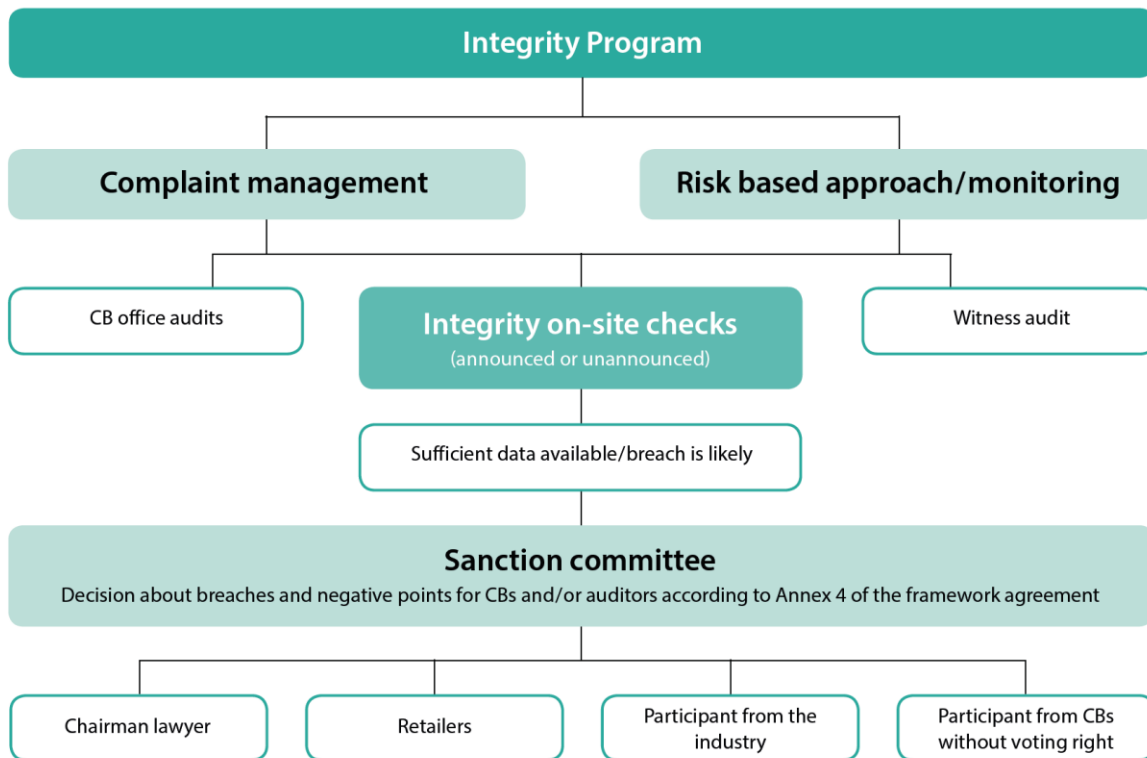 Integrity Program
Complaint management
Risk based approach/monitoring
CB office audits
Integrity on-site checks
(announced or unannounced)
Witness audit
Sufficient data available/breach is likely
Sanction committee
Decision about breaches and negative points for CBs and/or auditors according to Annex 4 of the framework agreement
Chairman lawyer
Retailers
Participant from the
industry
Participant from CBs
without voting right